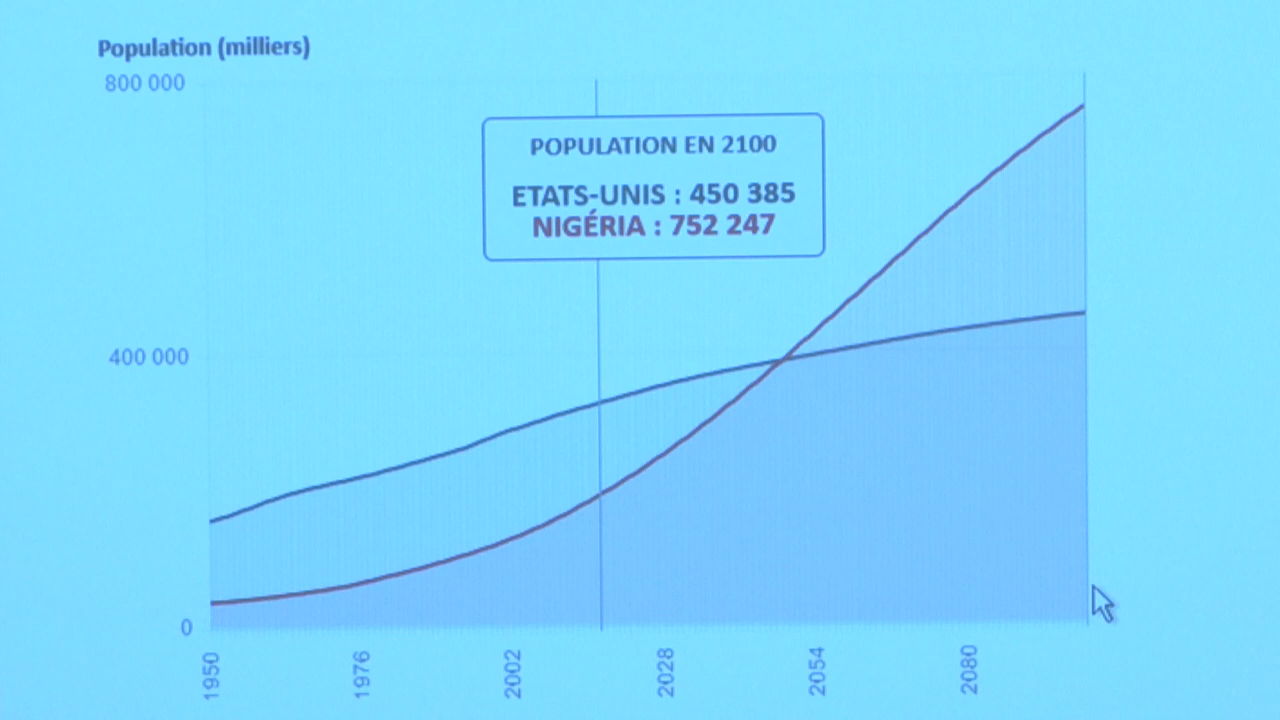 Population (milliers)
800 000
POPULATION EN 2100
ETATS-UNIS : 450 385
NIGÉRIA : 752 247
400 000
0
1950
1976
2002
2028
2054
2080